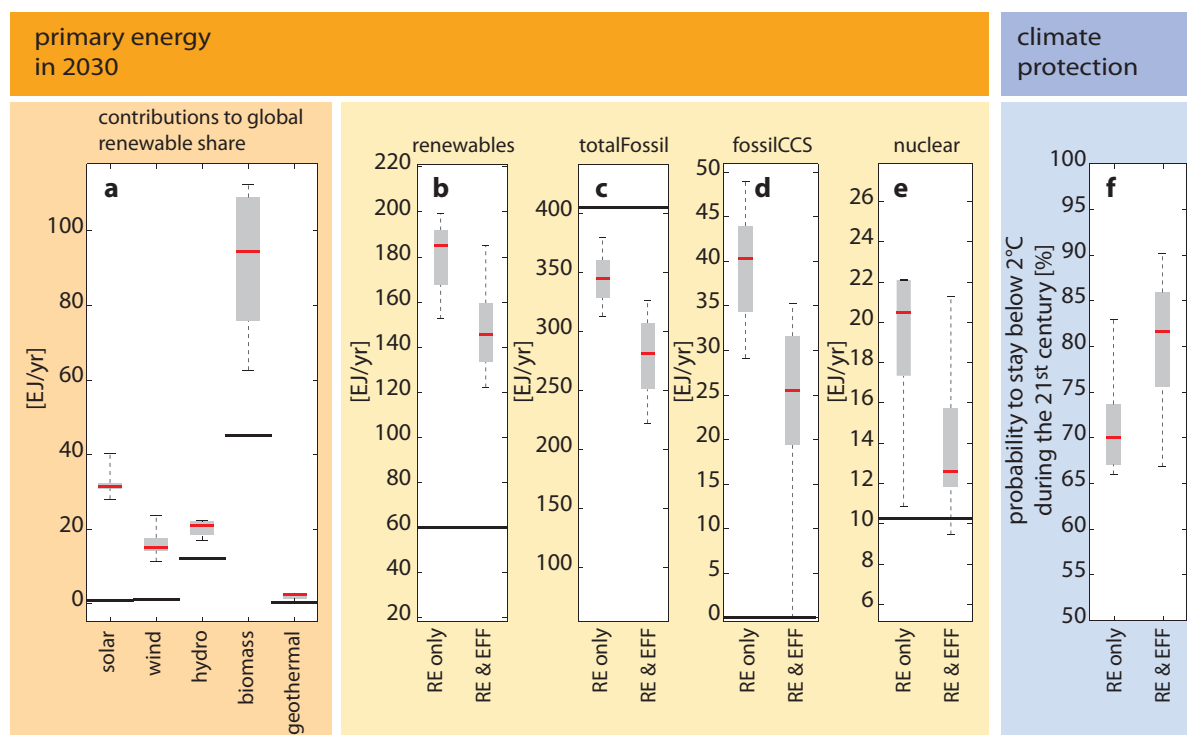 primary energy
in 2030
climate
protection
contributions to global
renewable share
a
100
80
60
40
20
0
[EJ/yr]
solar
wind
hydro
biomass
geothermal
renewables
b
220
200
180
160
140
120
100
80
60
40
20
[EJ/yr]
RE only
RE & EFF
totalFossil
c
400
350
300
250
200
300
100
[EJ/yr]
RE only
RE & EFF
fossilCCS
d
50
45
40
35
30
25
20
15
10
5
0
[EJ/yr]
RE only
RE & EFF
nuclear
e
26
24
22
20
18
16
14
12
10
8
6
[EJ/yr]
RE only
RE & EFF
f
100
95
90
85
80
75
70
65
60
55
50
probability to stay below 2°C
during the 21st century [%]
RE only
RE & EFF